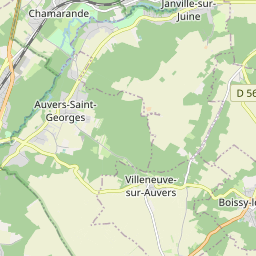 Janville-sur-
Juine
Chamarande
D 56
Auvers-Saint-
Georges
Villeneuve-
sur-Auvers
Boissy-le